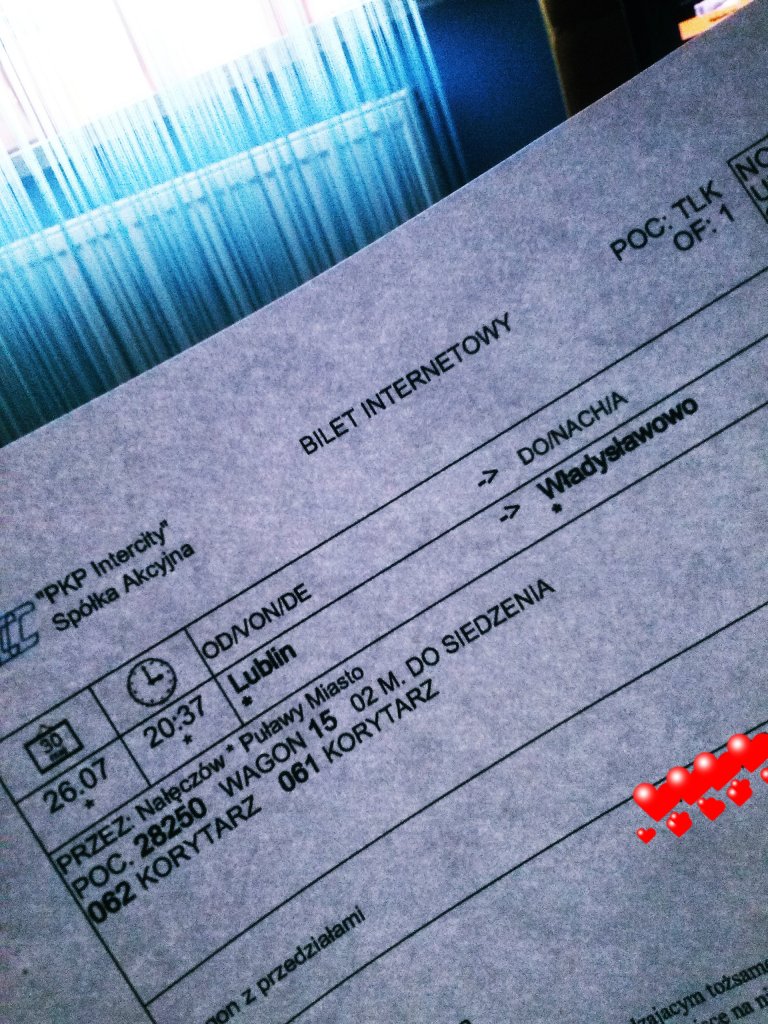 "PKP Intercity"
Spółka Akcyjna
BILET INTERNETOWY
POC: TLK
OF: 1
OD/VON/DE
-> DO/NACH/A
30
26.07
20:37
Lublin
-> Władysławowo
* * * *
PRZEZ: Nałęczów * Puławy Miasto
POC. 28250 WAGON 15 02 M. DO SIEDZENIA
062 KORYTARZ 061 KORYTARZ
z przedziałami